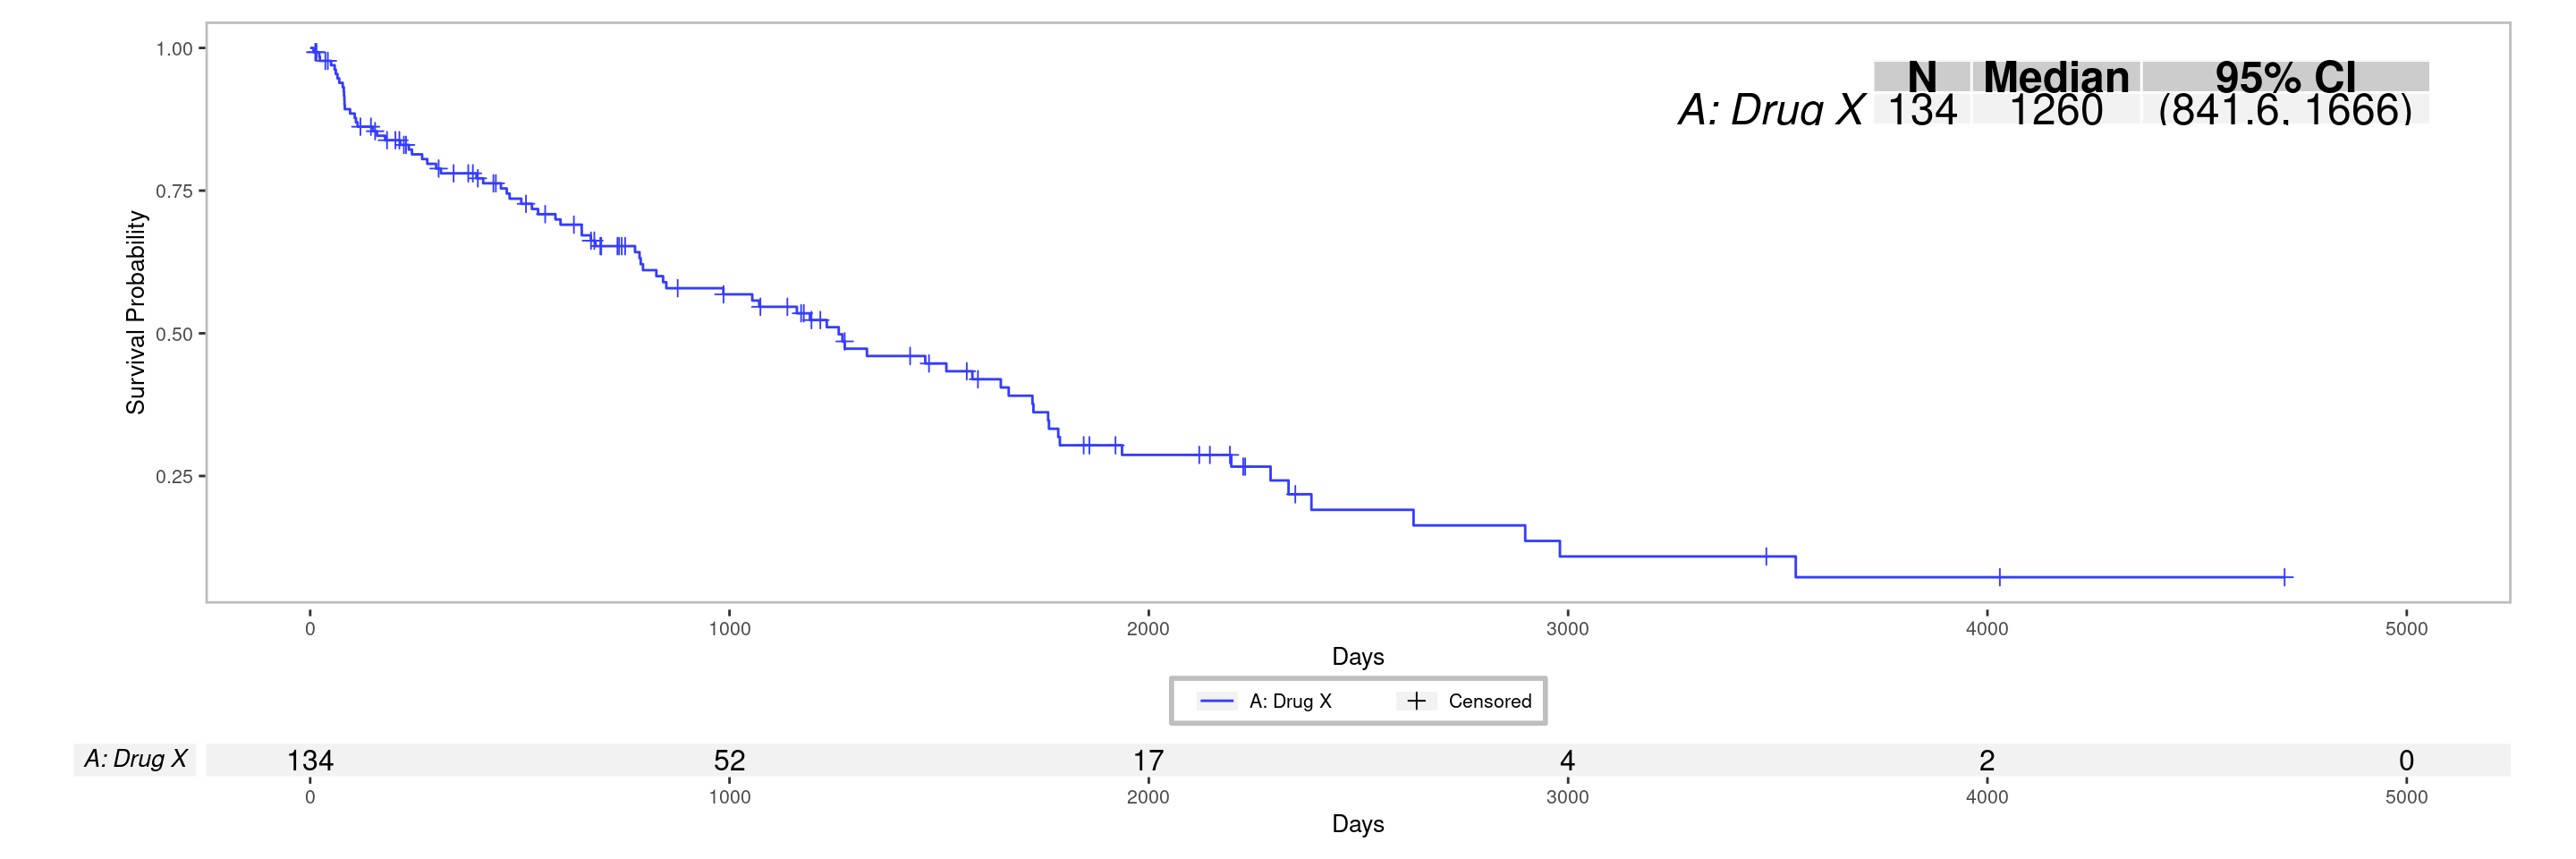 N Median 95% CI
A: Drug X 134 1260 (841.6, 1666)
1.00
0.75
0.50
0.25
Survival Probability
0 1000 2000 3000 4000 5000
Days
A: Drug X Censored
A: Drug X 134 52 17 4 2 0
0 1000 2000 3000 4000 5000
Days